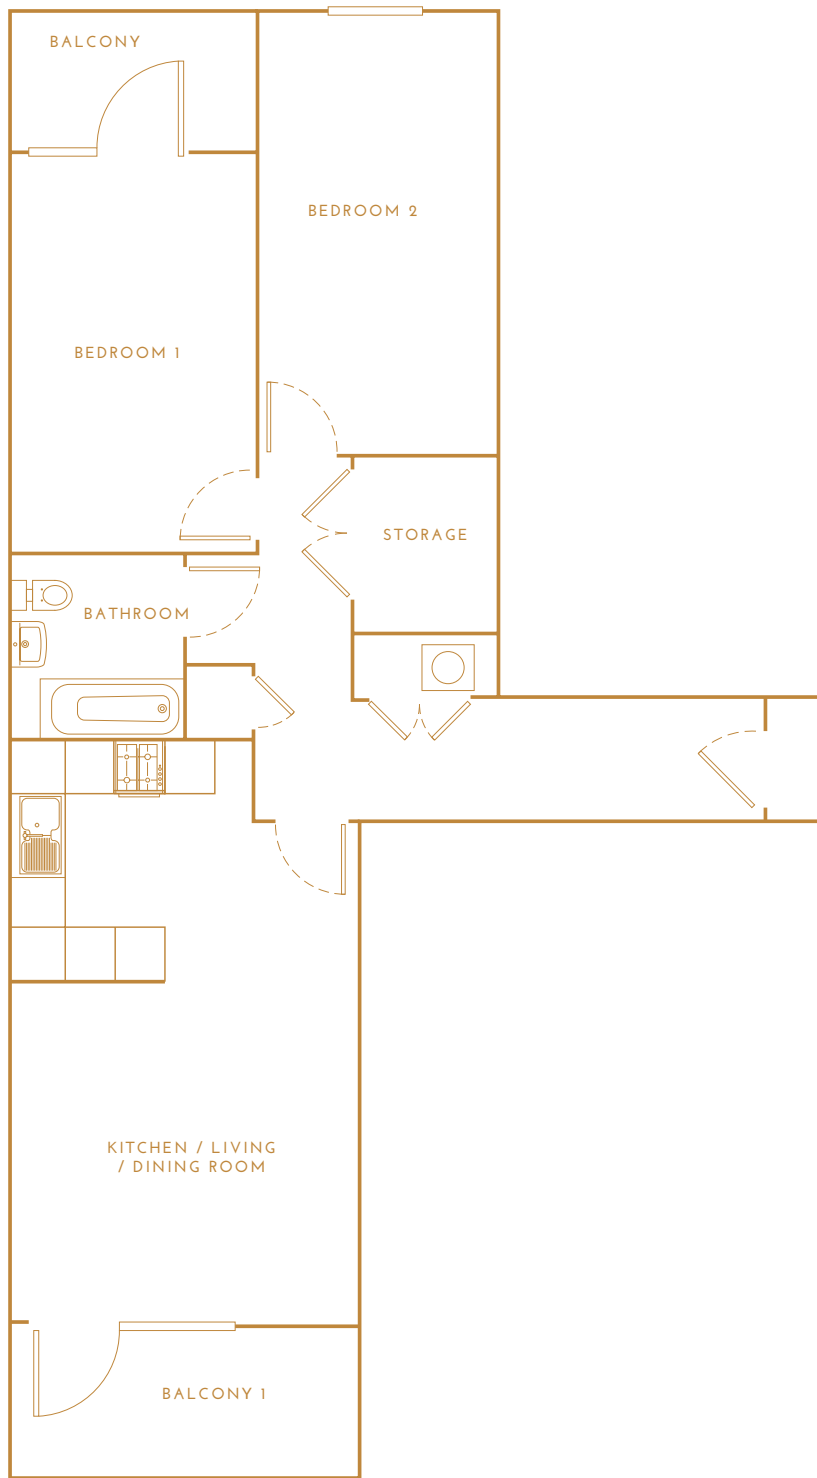 BALCONY
BEDROOM 2
BEDROOM 1
STORAGE
BATHROOM
KITCHEN / LIVING
/ DINING ROOM
BALCONY 1